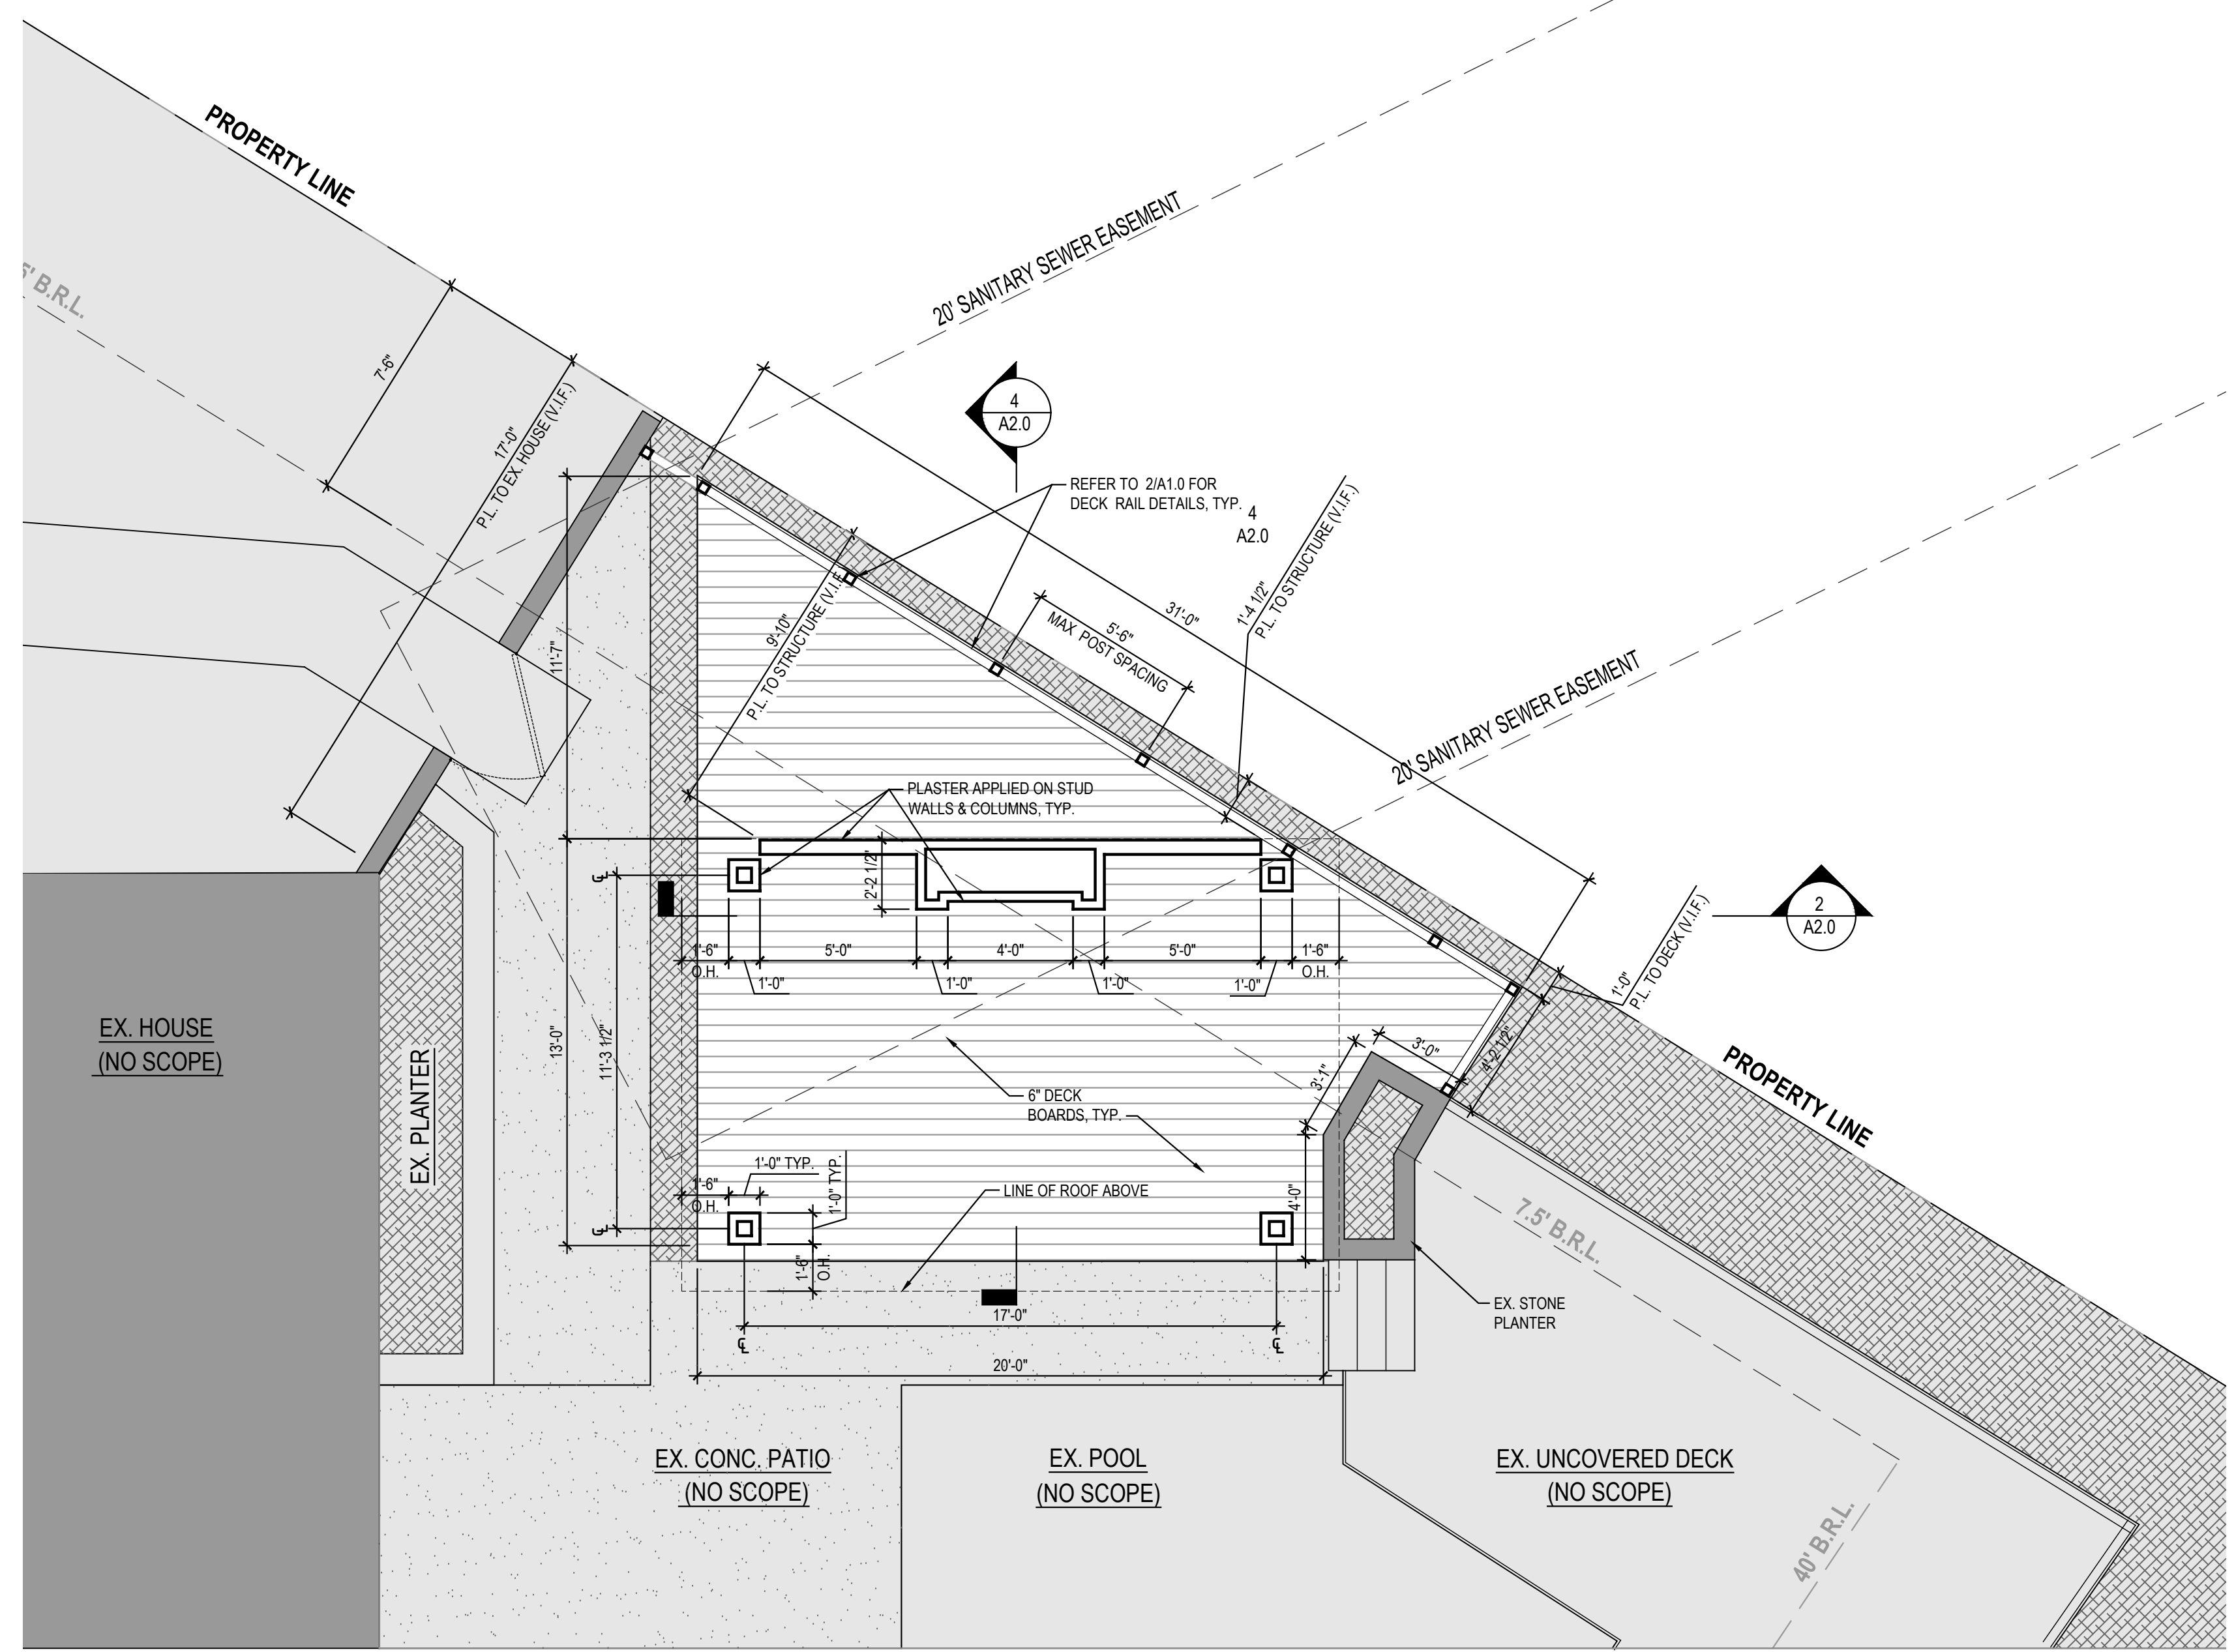 PROPERTY LINE
20' SANITARY SEWER EASEMENT
' B.R.L.
7'-6"
17'-0"
P.L. TO EX. HOUSE (V.I.F.)
4
A2.0
REFER TO 2/A1.0 FOR
DECK RAIL DETAILS, TYP.
4
A2.0
1'-4 1/2"
P.L. TO STRUCTURE (V.I.F.)
31'-0"
5'-6"
MAX POST SPACING
9'-10"
P.L. TO STRUCTURE (V.I.F.
11'-7"
20' SANITARY SEWER EASEMENT
PLASTER APPLIED ON STUD
WALLS & COLUMNS, TYP.
2'-2 1/2"
℄
1'-6"
O.H.
5'-0"
4'-0"
5'-0"
1'-6"
O.H.
1'-0"
1'-0"
1'-0"
1'-0"
2
A2.0
1'-0"
P.L. TO DECK (V.I.F.)
EX. HOUSE
(NO SCOPE)
EX. PLANTER
13'-0"
11'-3 1/2"
3'-0"
4'-2 1/2"
3'-1"
PROPERTY LINE
6" DECK
BOARDS, TYP.
1'-0" TYP.
1'-0" TYP.
1'-6"
O.H.
LINE OF ROOF ABOVE
4'-0"
℄
1'-6"
O.H.
7.5' B.R.L.
17'-0"
℄
℄
EX. STONE
PLANTER
20'-0"
EX. CONC. PATIO
(NO SCOPE)
EX. POOL
(NO SCOPE)
EX. UNCOVERED DECK
(NO SCOPE)
40' B.R.L.